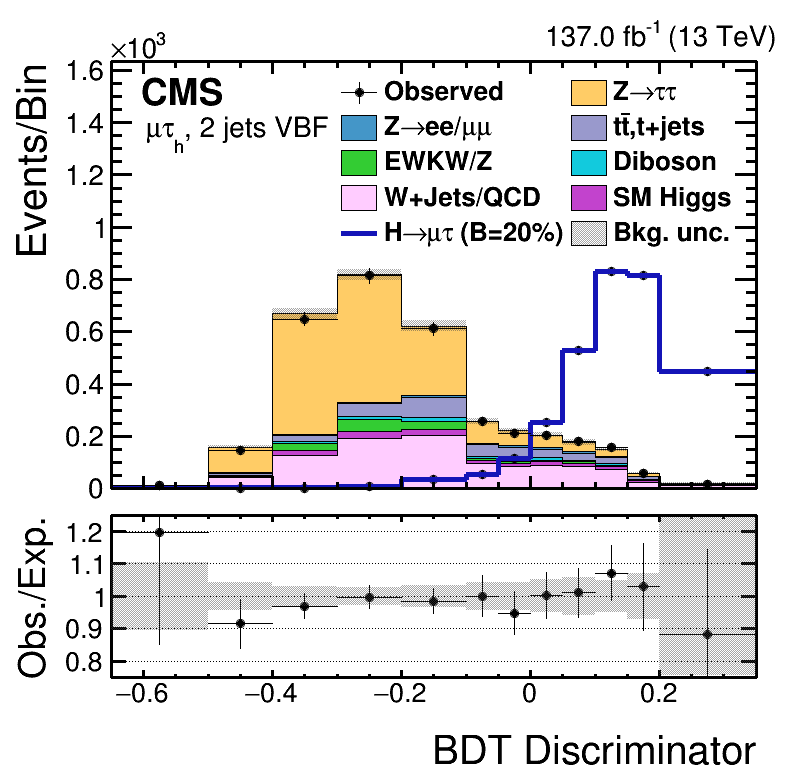 137.0 fb⁻¹ (13 TeV)
×10³
CMS
μτₕ, 2 jets VBF
Observed
Z→ττ
Z→ee/μμ
tt̄,t+jets
EWKW/Z
Diboson
W+Jets/QCD
SM Higgs
H→μτ (B=20%)
Bkg. unc.
Events/Bin
1.6
1.4
1.2
1
0.8
0.6
0.4
0.2
0
Obs./Exp.
1.2
1.1
1
0.9
0.8
−0.6 −0.4 −0.2 0 0.2
BDT Discriminator